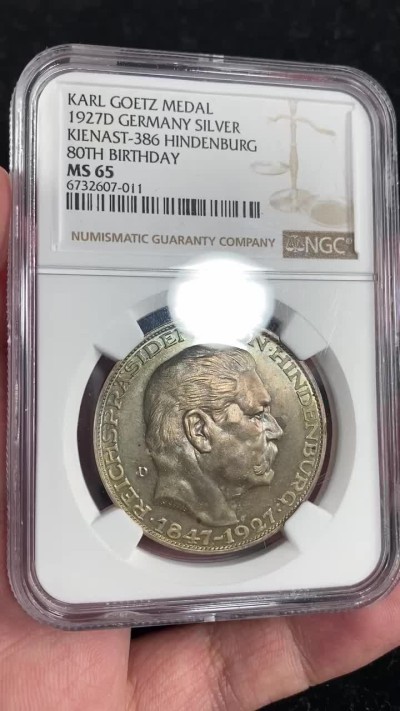 KARL GOETZ MEDAL
1927D GERMANY SILVER
KIENAST-386 HINDENBURG
80TH BIRTHDAY
MS 65
6732607-011
NUMISMATIC GUARANTY COMPANY
NGC
REICHSPRÄSIDEN N·HINDENBURG·
·1847-1927·